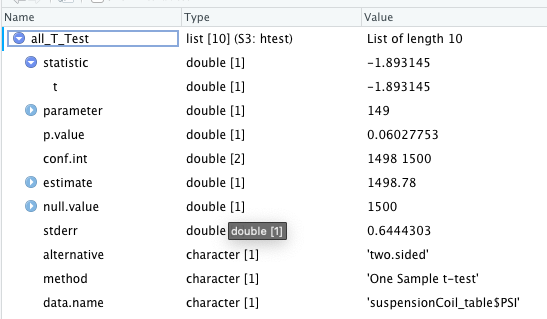 Name Type Value
all_T_Test list [10] (S3: htest) List of length 10
statistic double [1] -1.893145
t double [1] -1.893145
parameter double [1] 149
p.value double [1] 0.06027753
conf.int double [2] 1498 1500
estimate double [1] 1498.78
null.value double [1] 1500
stderr double double [1] 0.6444303
alternative character [1] 'two.sided'
method character [1] 'One Sample t-test'
data.name character [1] 'suspensionCoil_table$PSI'